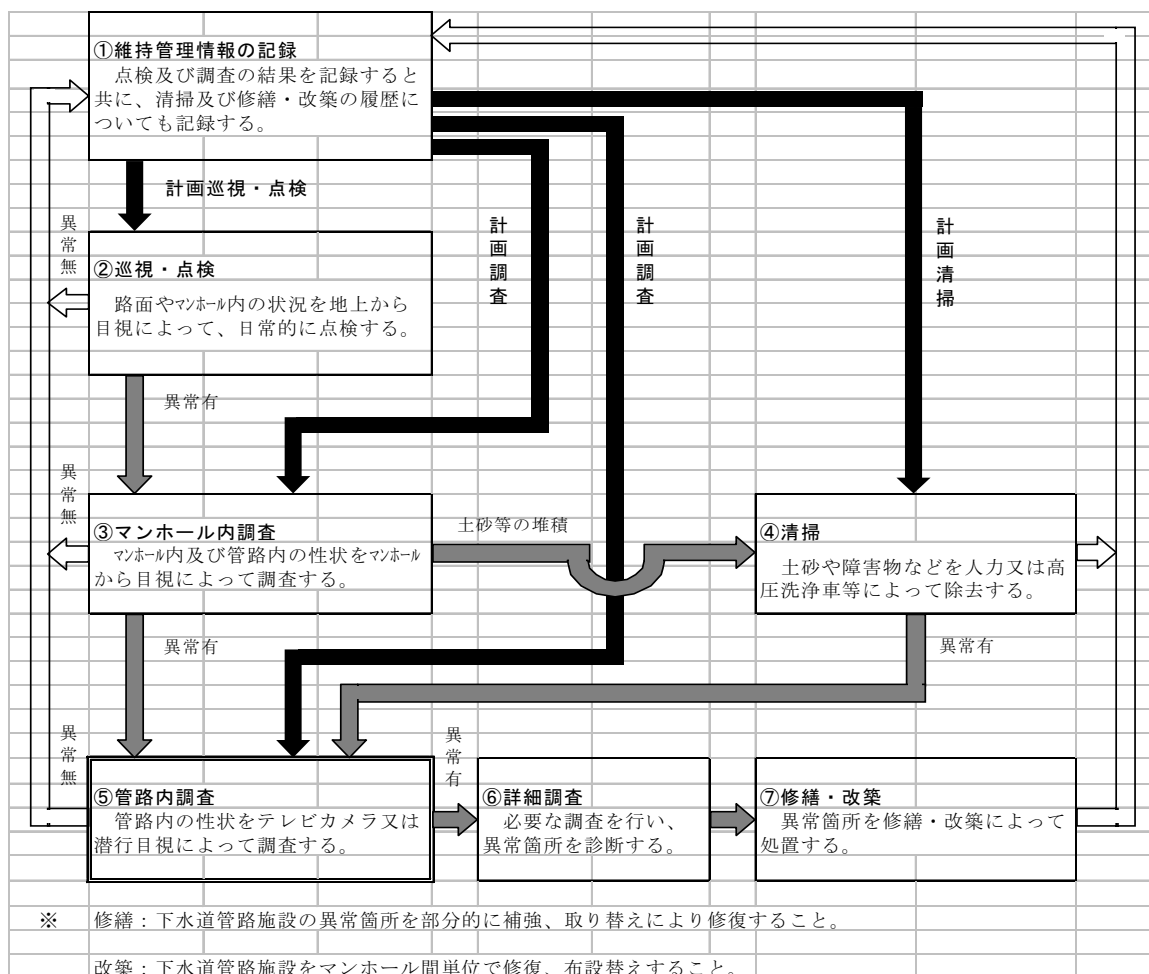 ①維持管理情報の記録
点検及び調査の結果を記録すると
共に、清掃及び修繕・改築の履歴に
ついても記録する。
計画巡視・点検
計画調査
計画調査
計画清掃
異常無
②巡視・点検
路面やﾏﾝﾎｰﾙ内の状況を地上から
目視によって、日常的に点検する。
異常有
異常無
③マンホール内調査
ﾏﾝﾎｰﾙ内及び管路内の性状をﾏﾝﾎｰﾙ
から目視によって調査する。
土砂等の堆積
④清掃
土砂や障害物などを人力又は高
圧洗浄車等によって除去する。
異常有
異常有
異常無
⑤管路内調査
管路内の性状をテレビカメラ又は
潜行目視によって調査する。
異常有
⑥詳細調査
必要な調査を行い、
異常箇所を診断する。
⑦修繕・改築
異常箇所を修繕・改築によって
処置する。
※ 修繕：下水道管路施設の異常箇所を部分的に補強、取り替えにより修復すること。
改築：下水道管路施設をマンホール間単位で修復、布設替えすること。